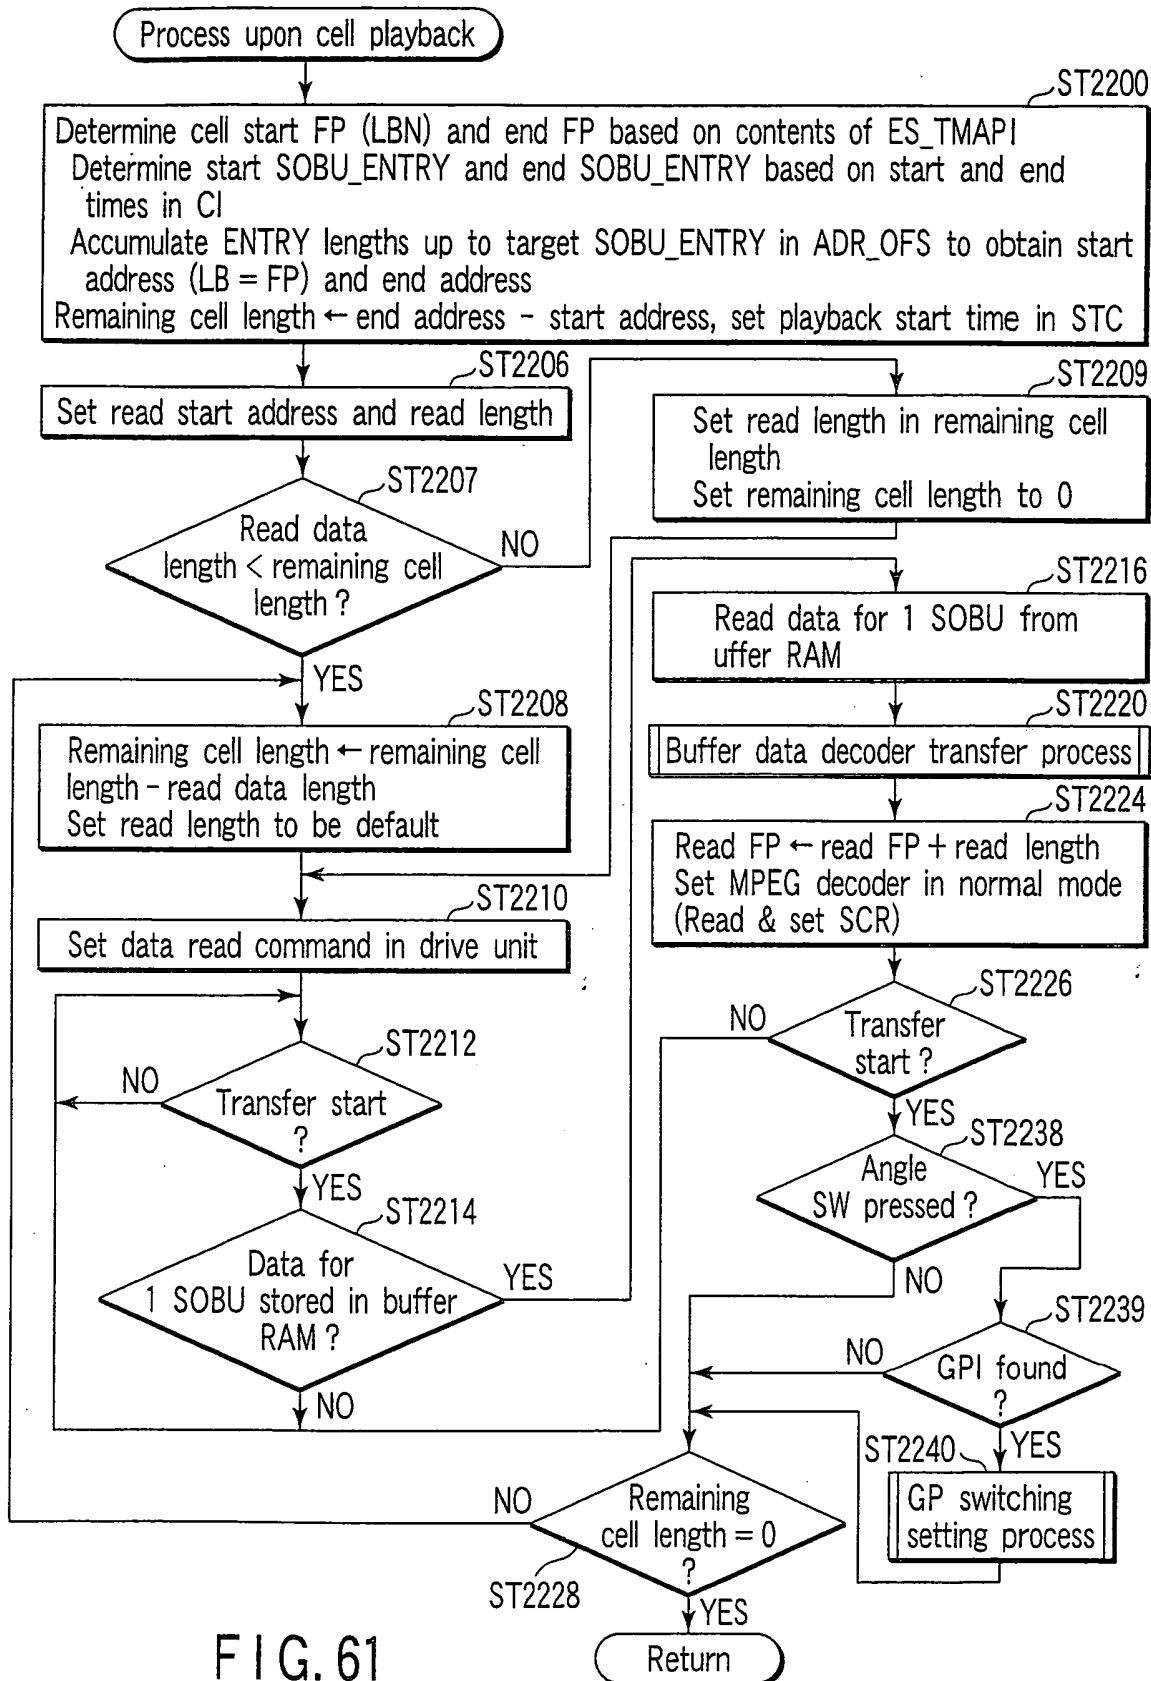 Process upon cell playback
ST2200
Determine cell start FP (LBN) and end FP based on contents of ES_TMAPI
Determine start SOBU_ENTRY and end SOBU_ENTRY based on start and end
times in CI
Accumulate ENTRY lengths up to target SOBU_ENTRY in ADR_OFS to obtain start
address (LB = FP) and end address
Remaining cell length ← end address - start address, set playback start time in STC
ST2206
Set read start address and read length
ST2207
Read data
length < remaining cell
length ?
NO
YES
ST2209
Set read length in remaining cell
length
Set remaining cell length to 0
ST2208
Remaining cell length ← remaining cell
length - read data length
Set read length to be default
ST2210
Set data read command in drive unit
ST2212
Transfer start
?
NO
YES
ST2214
Data for
1 SOBU stored in buffer
RAM ?
YES
NO
ST2216
Read data for 1 SOBU from
uffer RAM
ST2220
Buffer data decoder transfer process
ST2224
Read FP ← read FP + read length
Set MPEG decoder in normal mode
(Read & set SCR)
ST2226
Transfer
start ?
NO
YES
ST2238
Angle
SW pressed ?
YES
NO
ST2239
GPI found
?
NO
YES
ST2240
GP switching
setting process
Remaining
cell length = 0
?
NO
ST2228
YES
Return
FIG. 61